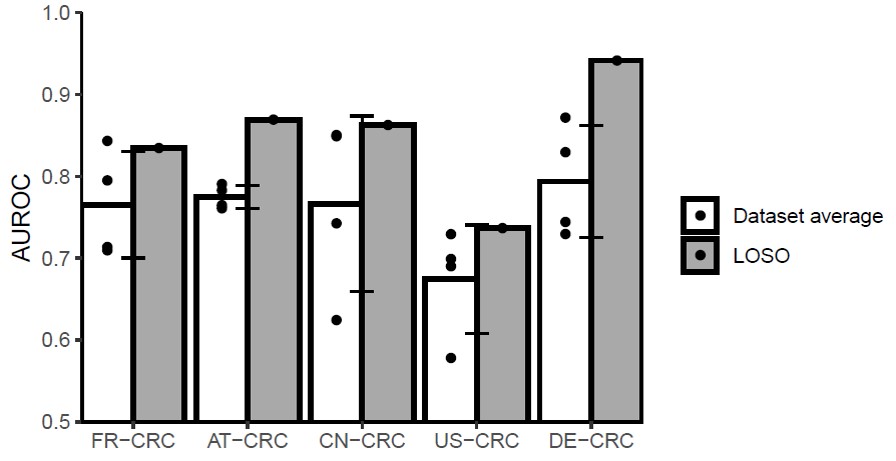 AUROC
1.0
0.9
0.8
0.7
0.6
0.5
FR−CRC AT−CRC CN−CRC US−CRC DE−CRC
Dataset average
LOSO